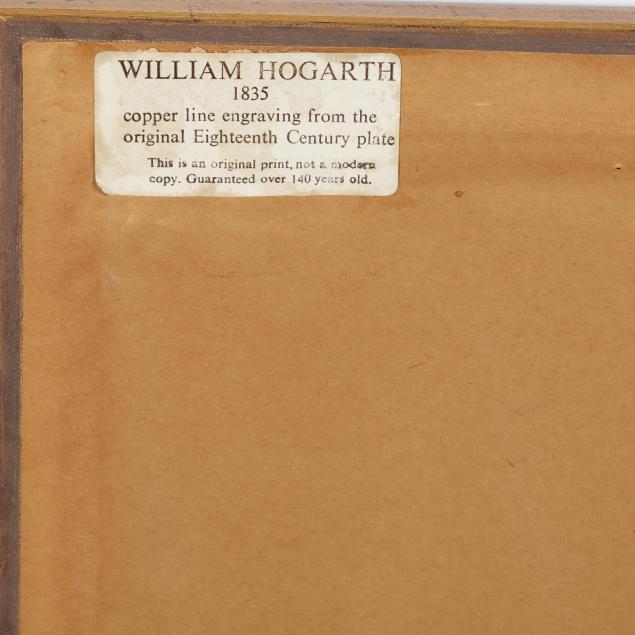 WILLIAM HOGARTH
1835
copper line engraving from the
original Eighteenth Century plate
This is an original print, not a modern
copy. Guaranteed over 140 years old.